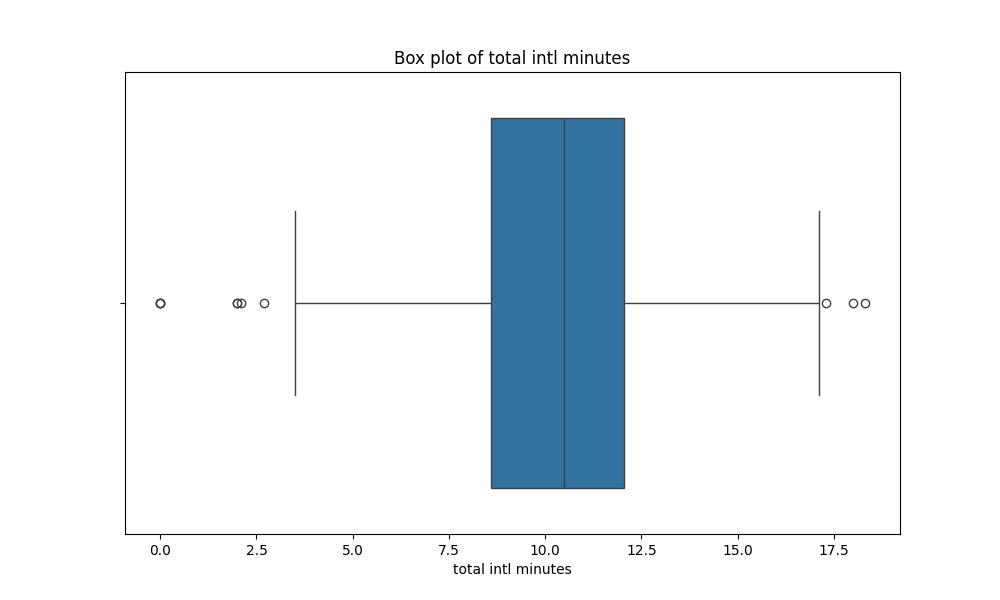 Box plot of total intl minutes
0.0 2.5 5.0 7.5 10.0 12.5 15.0 17.5
total intl minutes